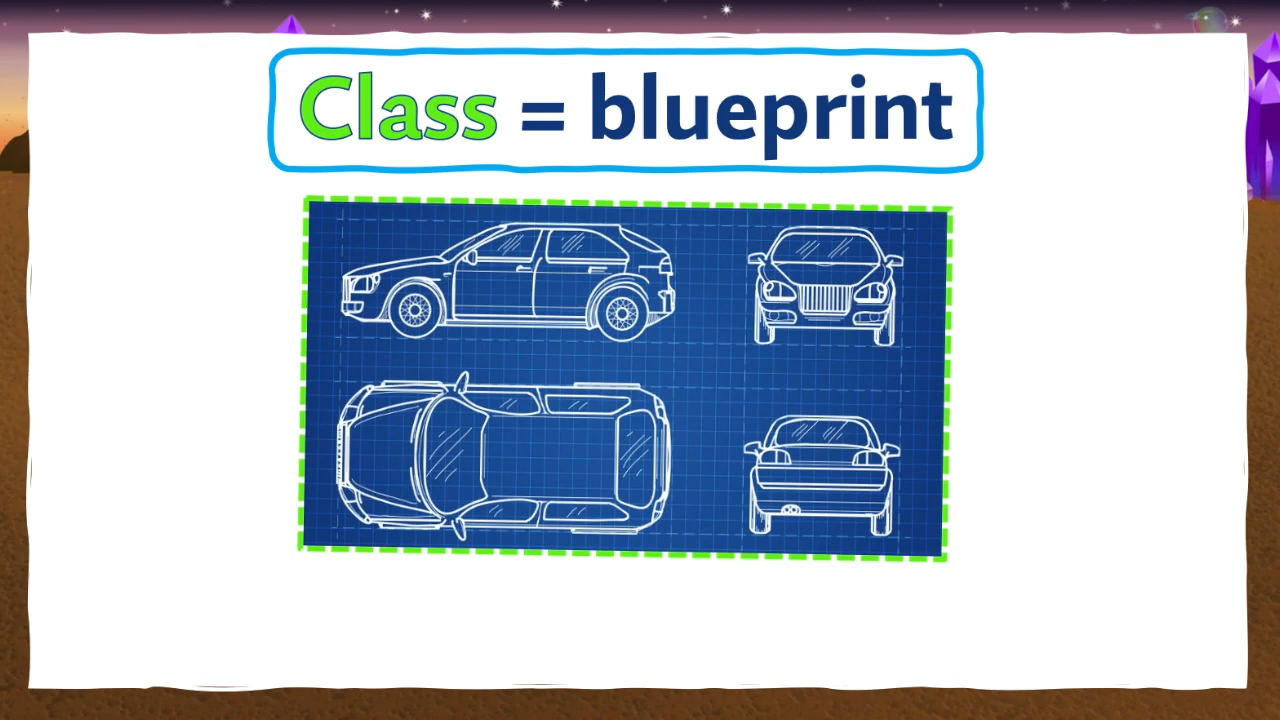 Class = blueprint